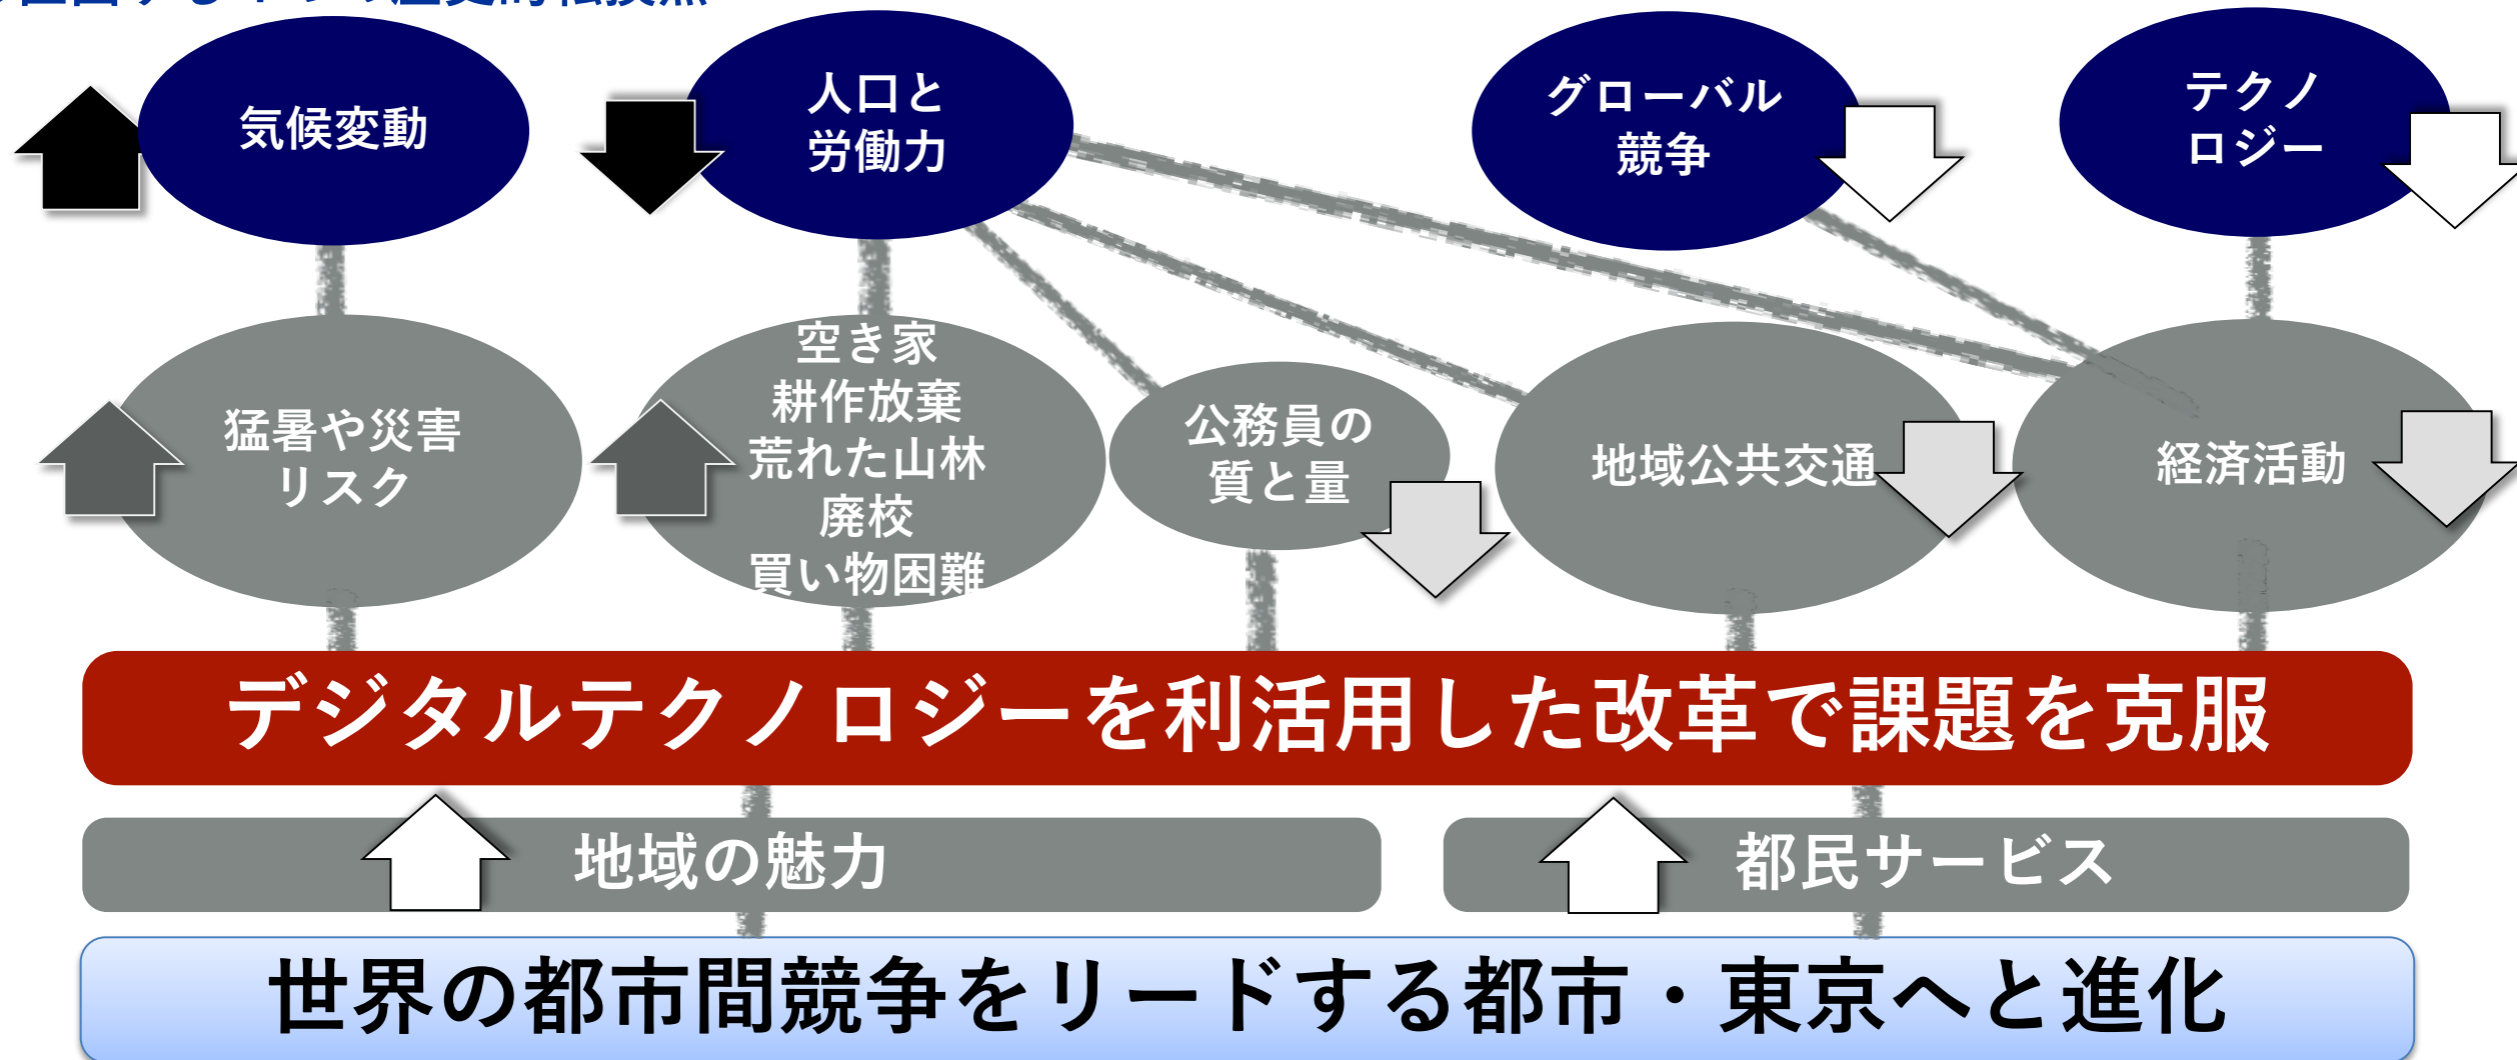 気候変動
人口と
労働力
グローバル
競争
テクノ
ロジー
猛暑や災害
リスク
空き家
耕作放棄
荒れた山林
廃校
買い物困難
公務員の
質と量
地域公共交通
経済活動
デジタルテクノロジーを利活用した改革で課題を克服
地域の魅力
都民サービス
世界の都市間競争をリードする都市・東京へと進化